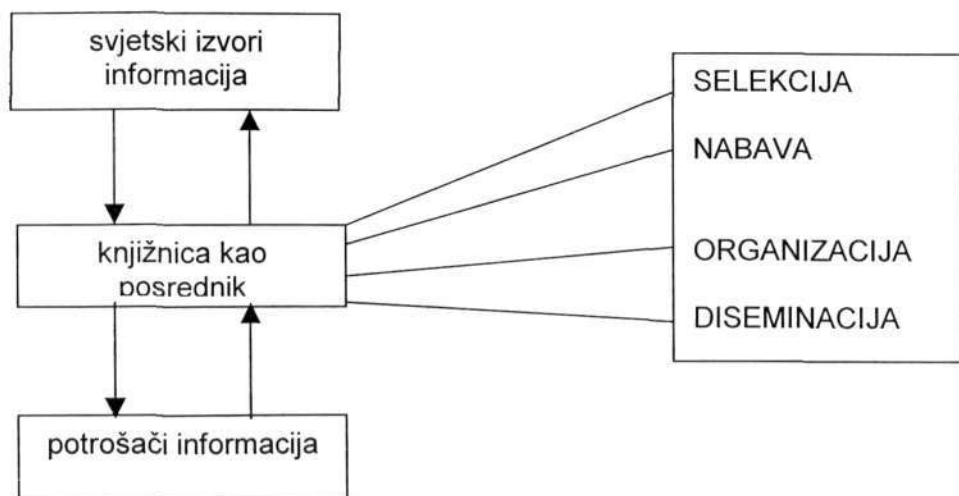 svjetski izvori
informacija
knjižnica kao
posrednik
potrošači informacija
SELEKCIJA
NABAVA
ORGANIZACIJA
DISEMINACIJA